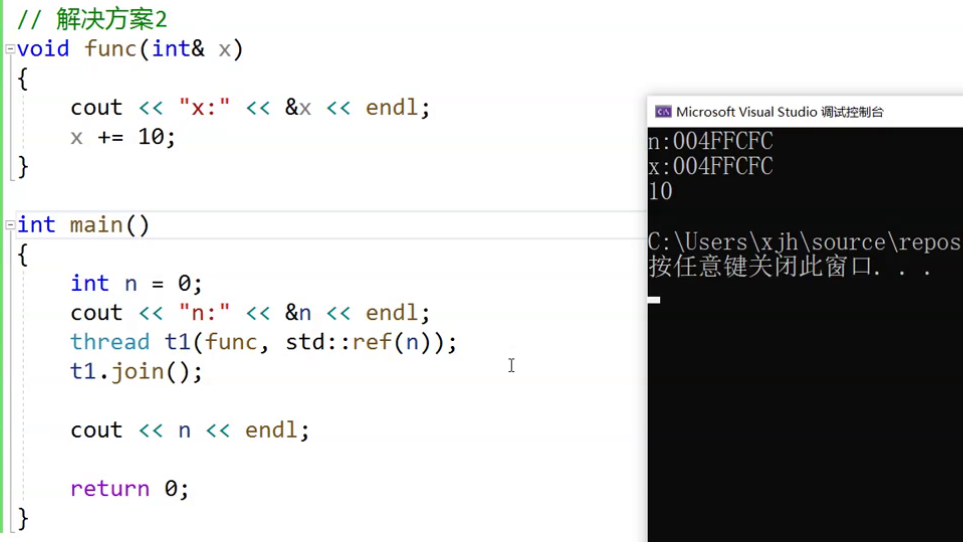 // 解决方案2
void func(int& x)
{
cout << "x:" << &x << endl;
x += 10;
}
int main()
{
int n = 0;
cout << "n:" << &n << endl;
thread t1(func, std::ref(n));
t1.join();
cout << n << endl;
return 0;
}
Microsoft Visual Studio 调试控制台
n:004FFCFC
x:004FFCFC
10
C:\Users\xjh\source\repos
按任意键关闭此窗口. . .